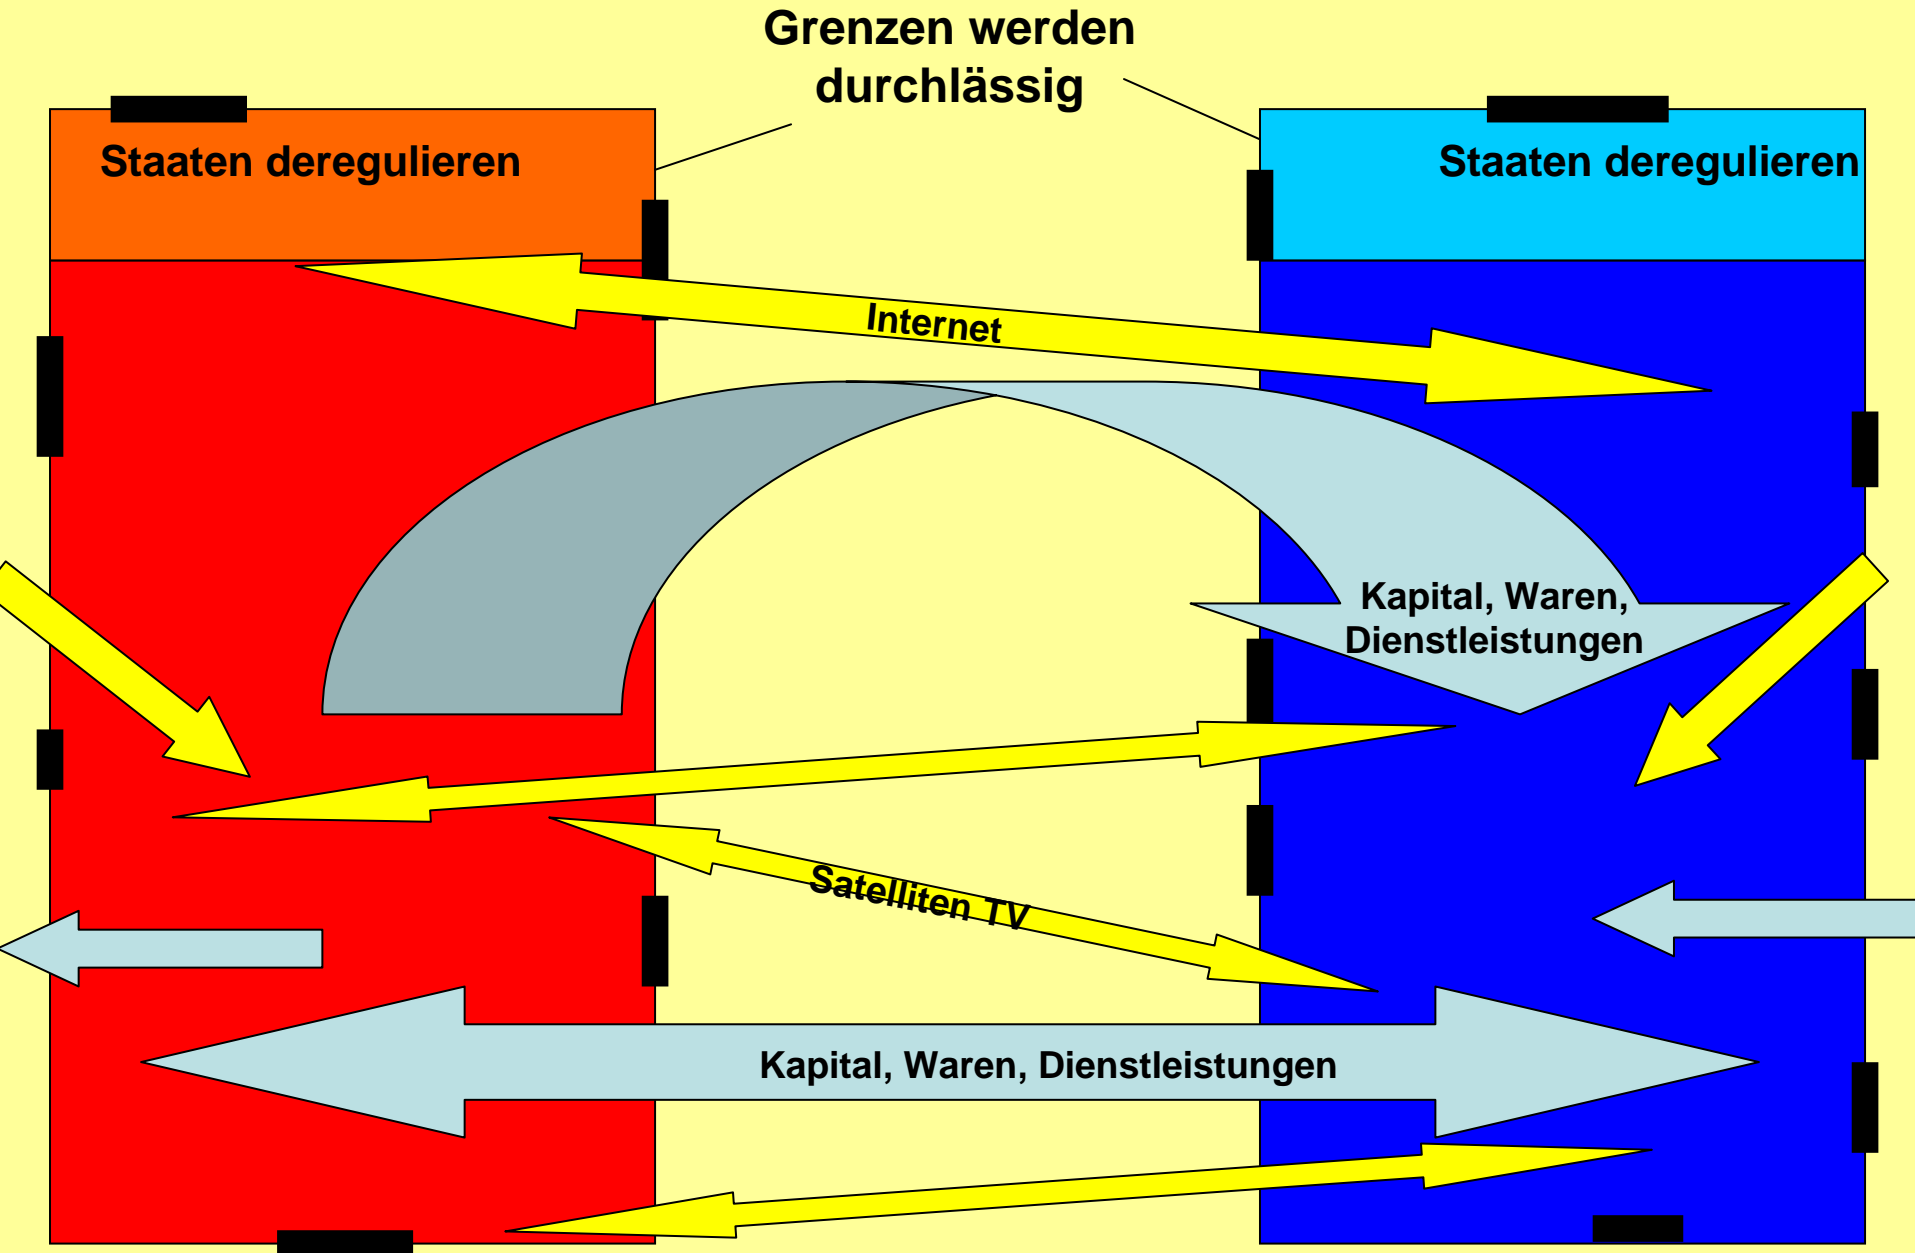 Grenzen werden
durchlässig
Staaten deregulieren
Staaten deregulieren
Internet
Kapital, Waren,
Dienstleistungen
Satelliten TV
Kapital, Waren, Dienstleistungen